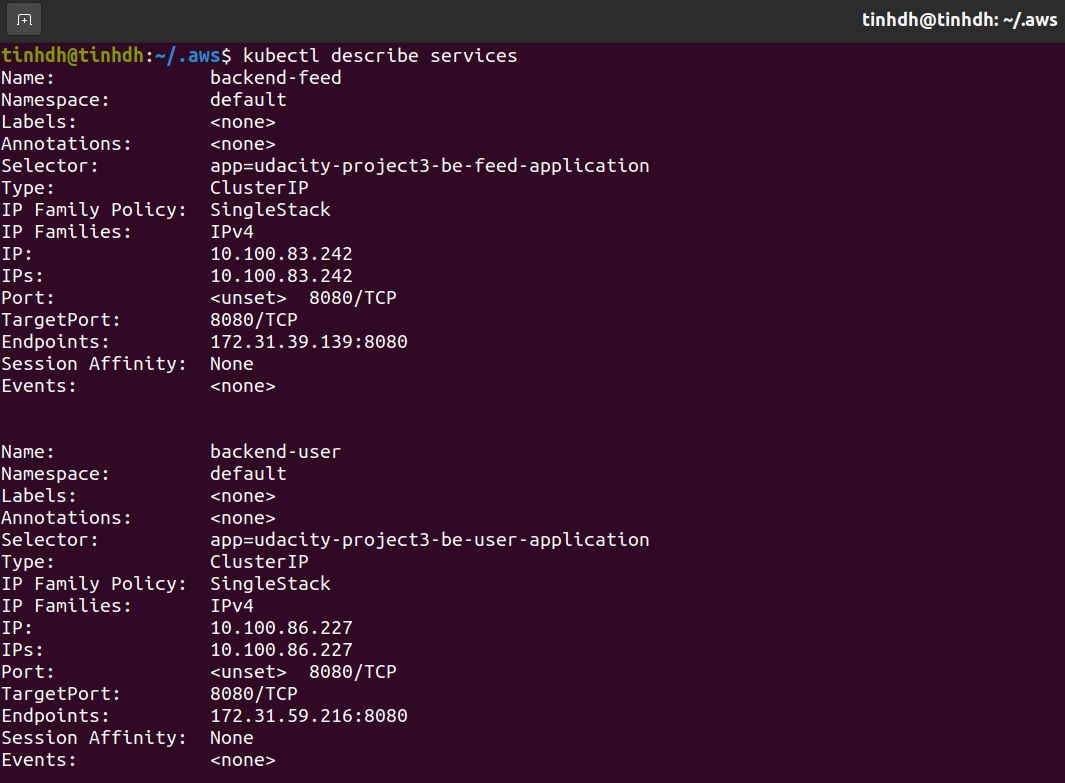 tinhdh@tinhdh: ~/.aws
tinhdh@tinhdh:~/.aws$ kubectl describe services
Name:              backend-feed
Namespace:         default
Labels:            <none>
Annotations:       <none>
Selector:          app=udacity-project3-be-feed-application
Type:              ClusterIP
IP Family Policy:  SingleStack
IP Families:       IPv4
IP:                10.100.83.242
IPs:               10.100.83.242
Port:              <unset>  8080/TCP
TargetPort:        8080/TCP
Endpoints:         172.31.39.139:8080
Session Affinity:  None
Events:            <none>
Name:              backend-user
Namespace:         default
Labels:            <none>
Annotations:       <none>
Selector:          app=udacity-project3-be-user-application
Type:              ClusterIP
IP Family Policy:  SingleStack
IP Families:       IPv4
IP:                10.100.86.227
IPs:               10.100.86.227
Port:              <unset>  8080/TCP
TargetPort:        8080/TCP
Endpoints:         172.31.59.216:8080
Session Affinity:  None
Events:            <none>